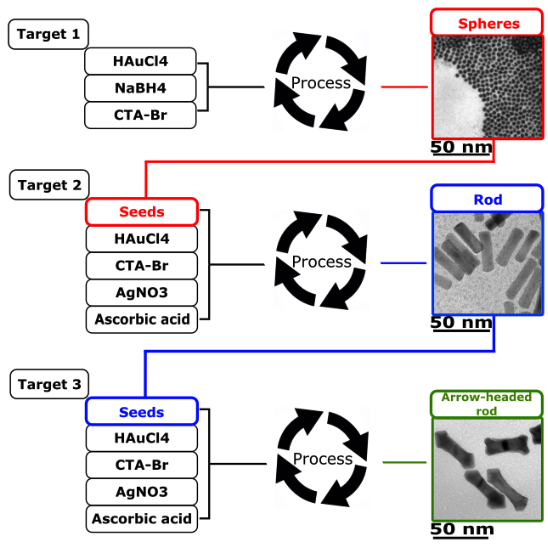 Target 1
HAuCl4
NaBH4
CTA-Br
Process
Spheres
50 nm
Target 2
Seeds
HAuCl4
CTA-Br
AgNO3
Ascorbic acid
Process
Rod
50 nm
Target 3
Seeds
HAuCl4
CTA-Br
AgNO3
Ascorbic acid
Process
Arrow-headed
rod
50 nm